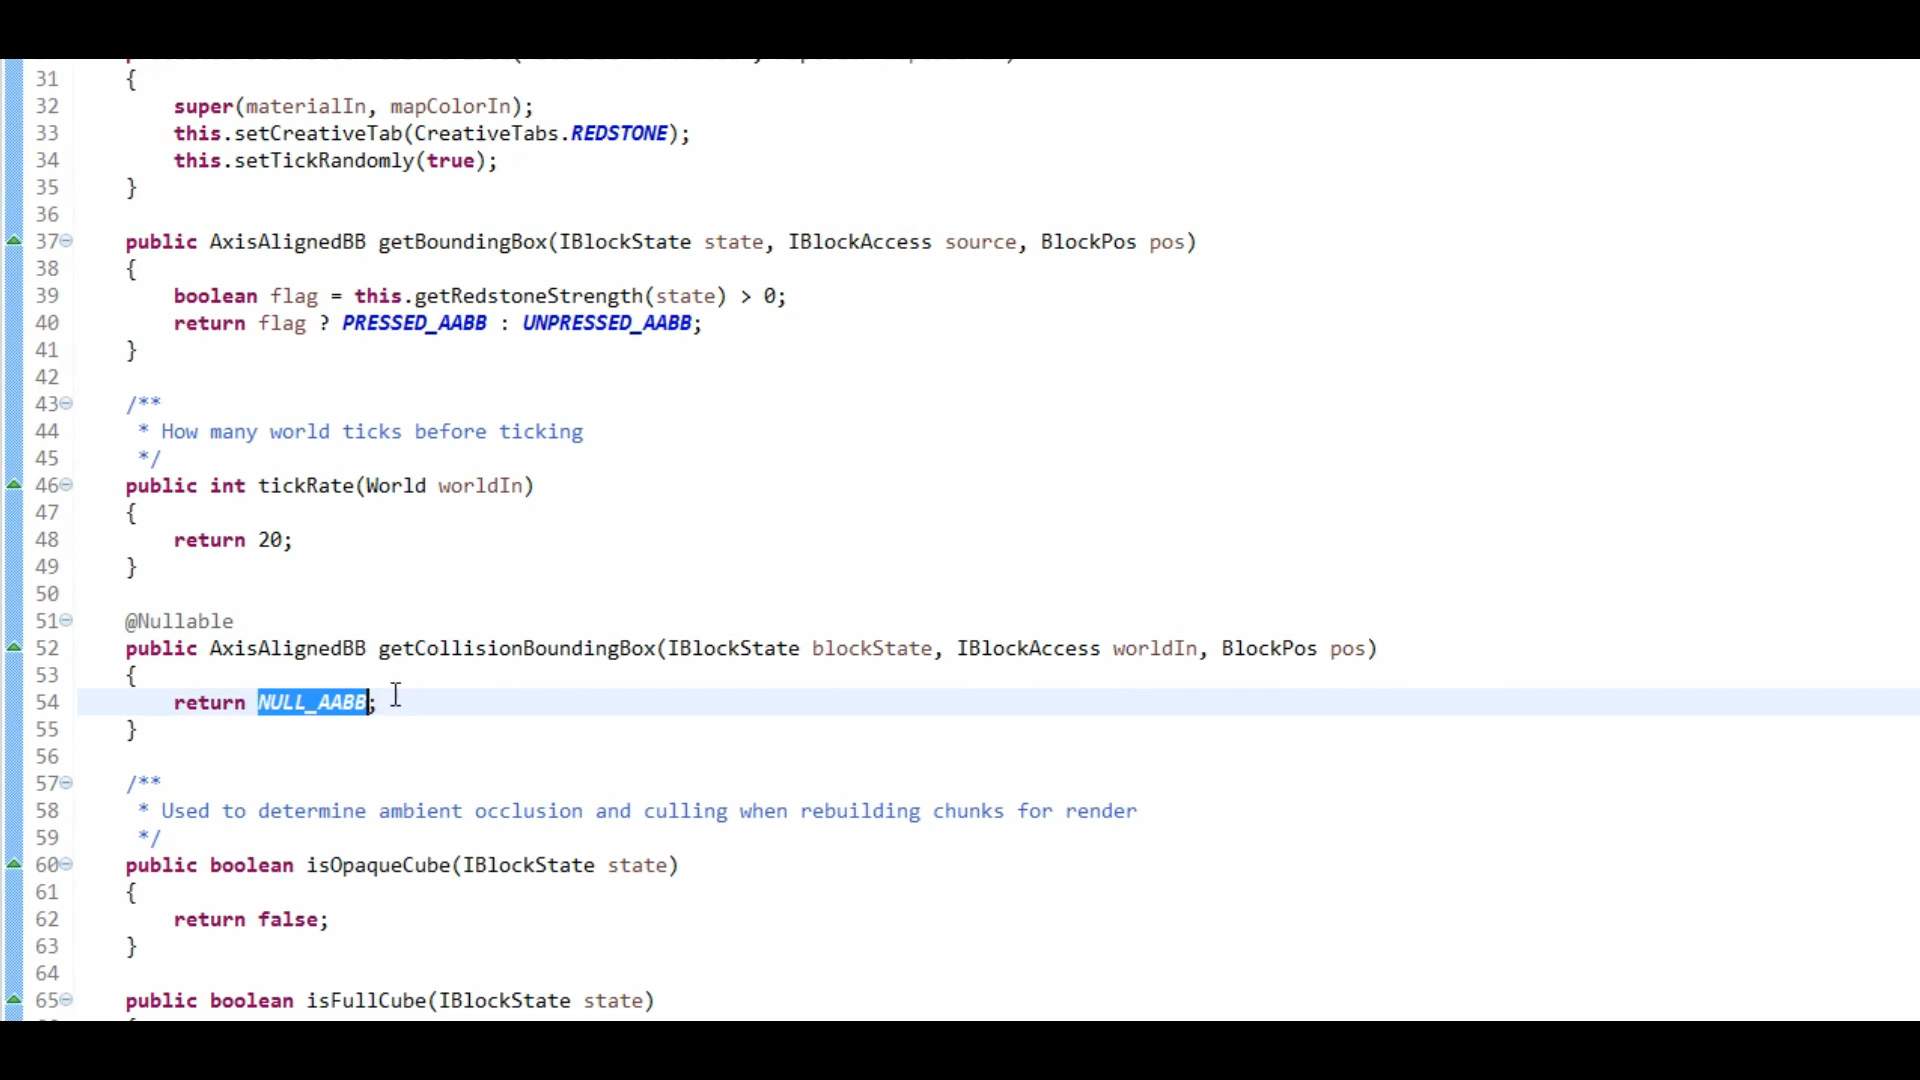 31 {
32 super(materialIn, mapColorIn);
33 this.setCreativeTab(CreativeTabs.REDSTONE);
34 this.setTickRandomly(true);
35 }
36
37 public AxisAlignedBB getBoundingBox(IBlockState state, IBlockAccess source, BlockPos pos)
38 {
39 boolean flag = this.getRedstoneStrength(state) > 0;
40 return flag ? PRESSED_AABB : UNPRESSED_AABB;
41 }
42
43 /**
44 * How many world ticks before ticking
45 */
46 public int tickRate(World worldIn)
47 {
48 return 20;
49 }
50
51 @Nullable
52 public AxisAlignedBB getCollisionBoundingBox(IBlockState blockState, IBlockAccess worldIn, BlockPos pos)
53 {
54 return NULL_AABB;
55 }
56
57 /**
58 * Used to determine ambient occlusion and culling when rebuilding chunks for render
59 */
60 public boolean isOpaqueCube(IBlockState state)
61 {
62 return false;
63 }
64
65 public boolean isFullCube(IBlockState state)